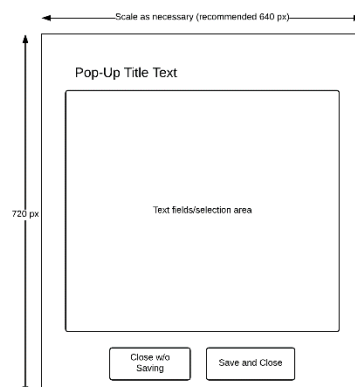 Scale as necessary (recommended 640 px)
Pop-Up Title Text
720 px
Text fields/selection area
Close w/o
Saving
Save and Close